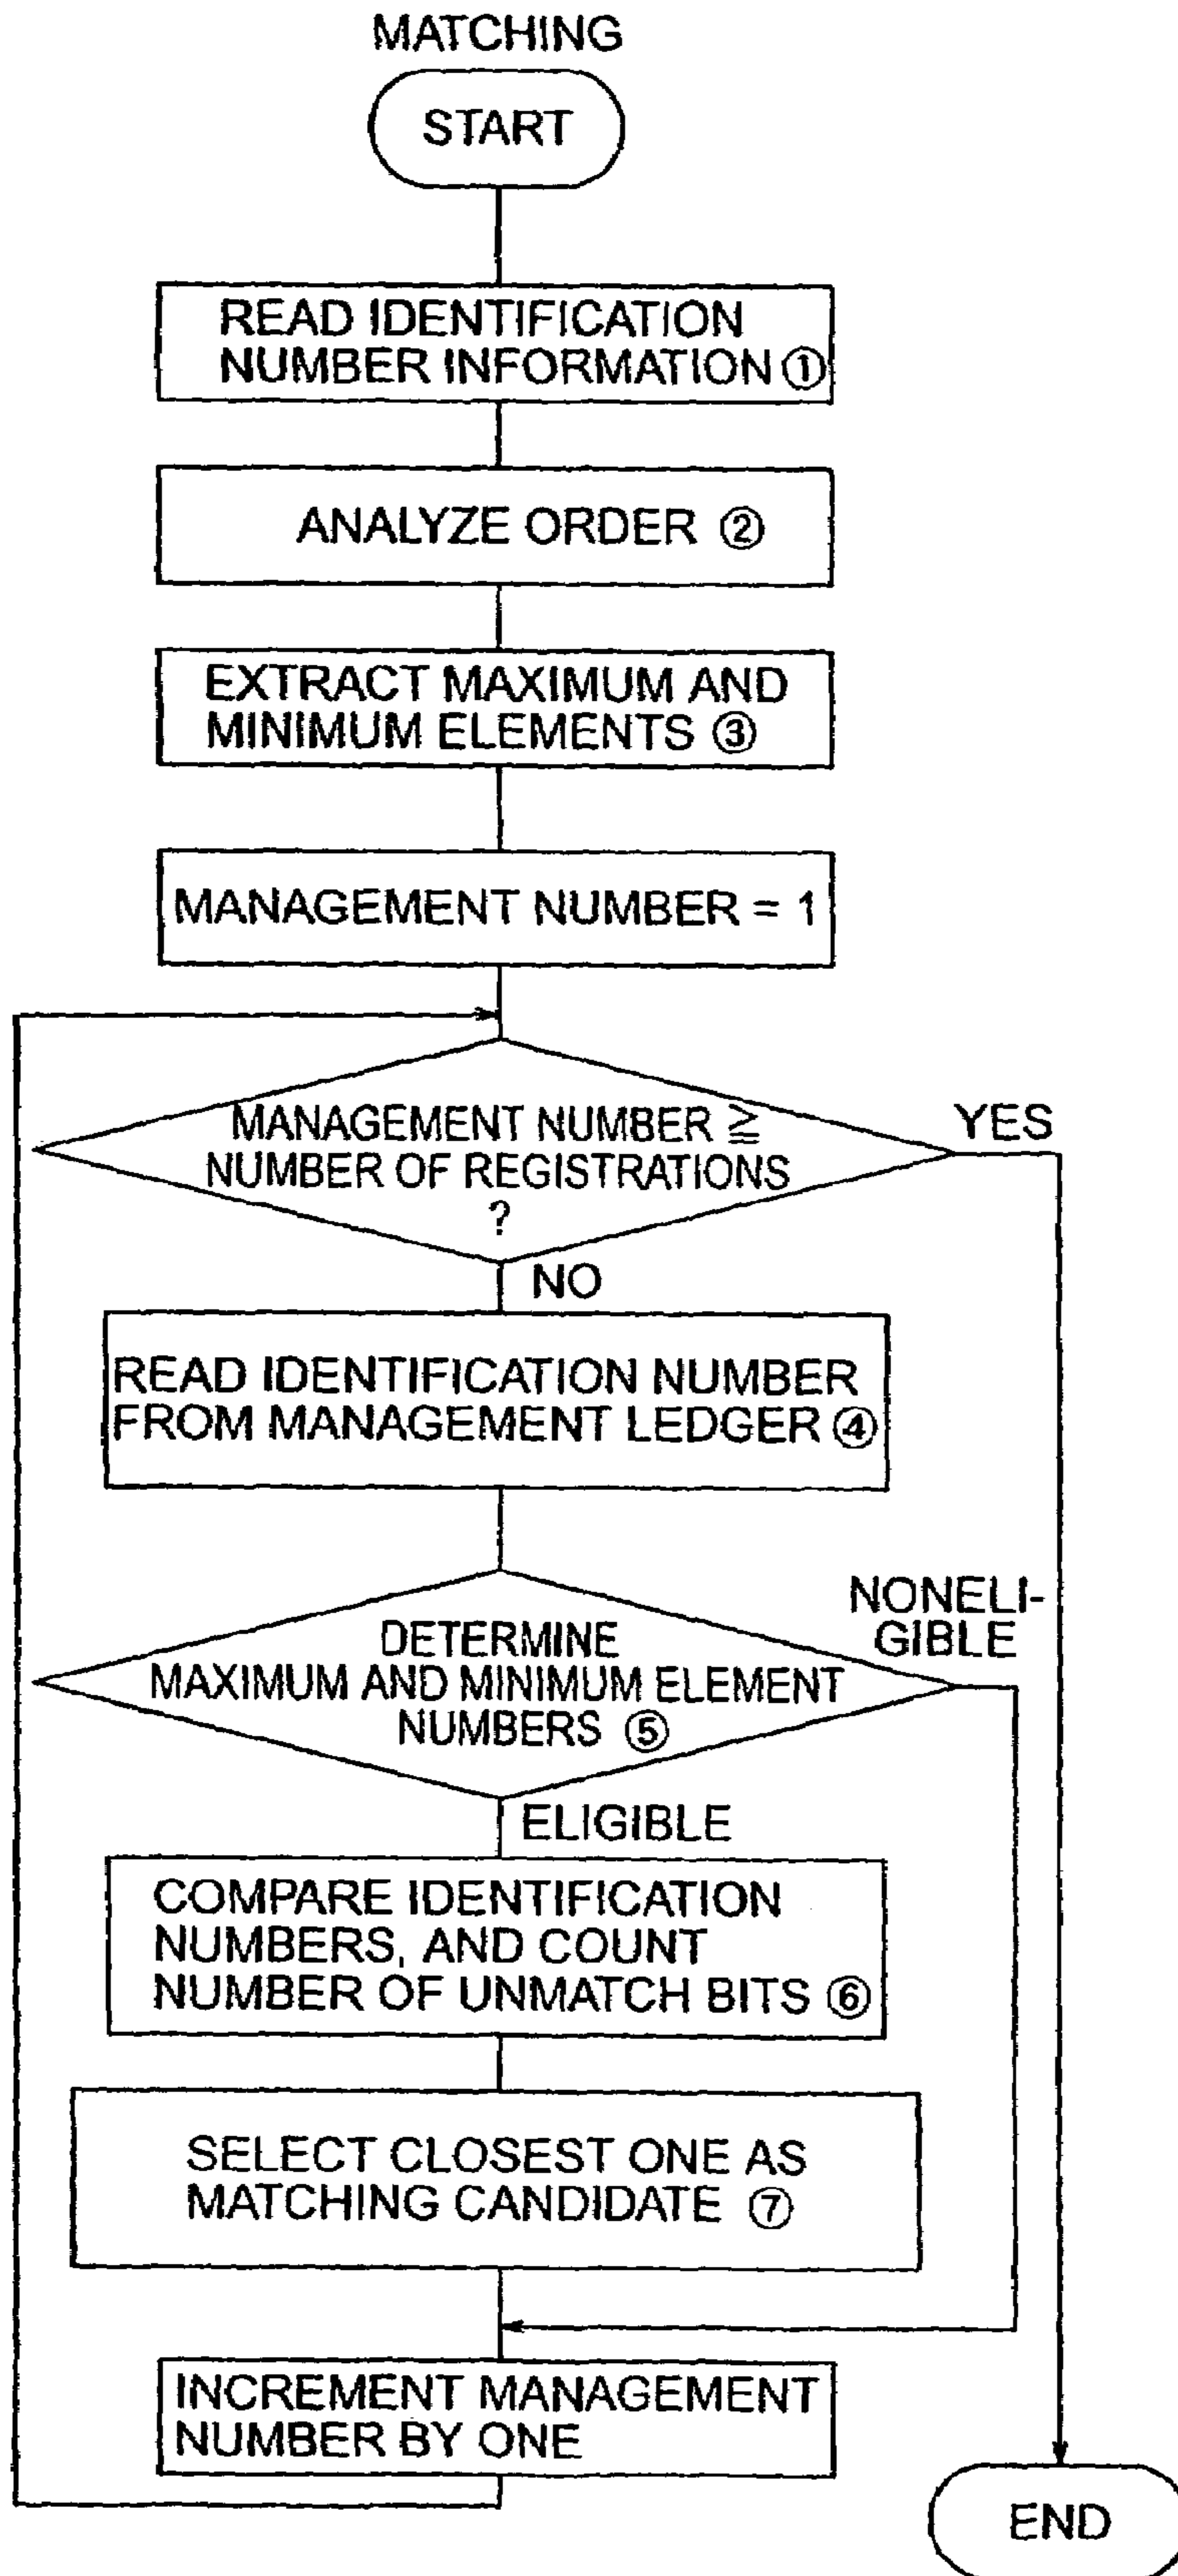 MATCHING
START
READ IDENTIFICATION
NUMBER INFORMATION ①
ANALYZE ORDER ②
EXTRACT MAXIMUM AND
MINIMUM ELEMENTS ③
MANAGEMENT NUMBER = 1
MANAGEMENT NUMBER ≧
NUMBER OF REGISTRATIONS
?
YES
NO
READ IDENTIFICATION NUMBER
FROM MANAGEMENT LEDGER ④
NONELI-
GIBLE
DETERMINE
MAXIMUM AND MINIMUM ELEMENT
NUMBERS ⑤
ELIGIBLE
COMPARE IDENTIFICATION
NUMBERS, AND COUNT
NUMBER OF UNMATCH BITS ⑥
SELECT CLOSEST ONE AS
MATCHING CANDIDATE ⑦
INCREMENT MANAGEMENT
NUMBER BY ONE
END